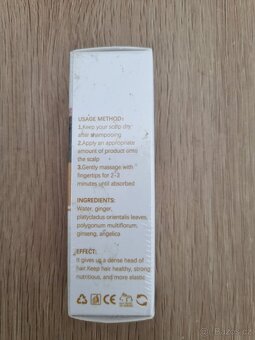 USAGE METHOD:
1.Keep your scalp dry
after shampooing
2.Apply an appropriate
amount of product onto
the scalp
3.Gently massage with
fingertips for 2-3
minutes until absorbed
INGREDIENTS:
Water, ginger,
platycladus orientalis leaves,
polygonum multiflorum,
ginseng, angelica
EFFECT:
It gives us a dense head of
hair.Keep hair healthy, strong
nutritious, and more elastic
CE